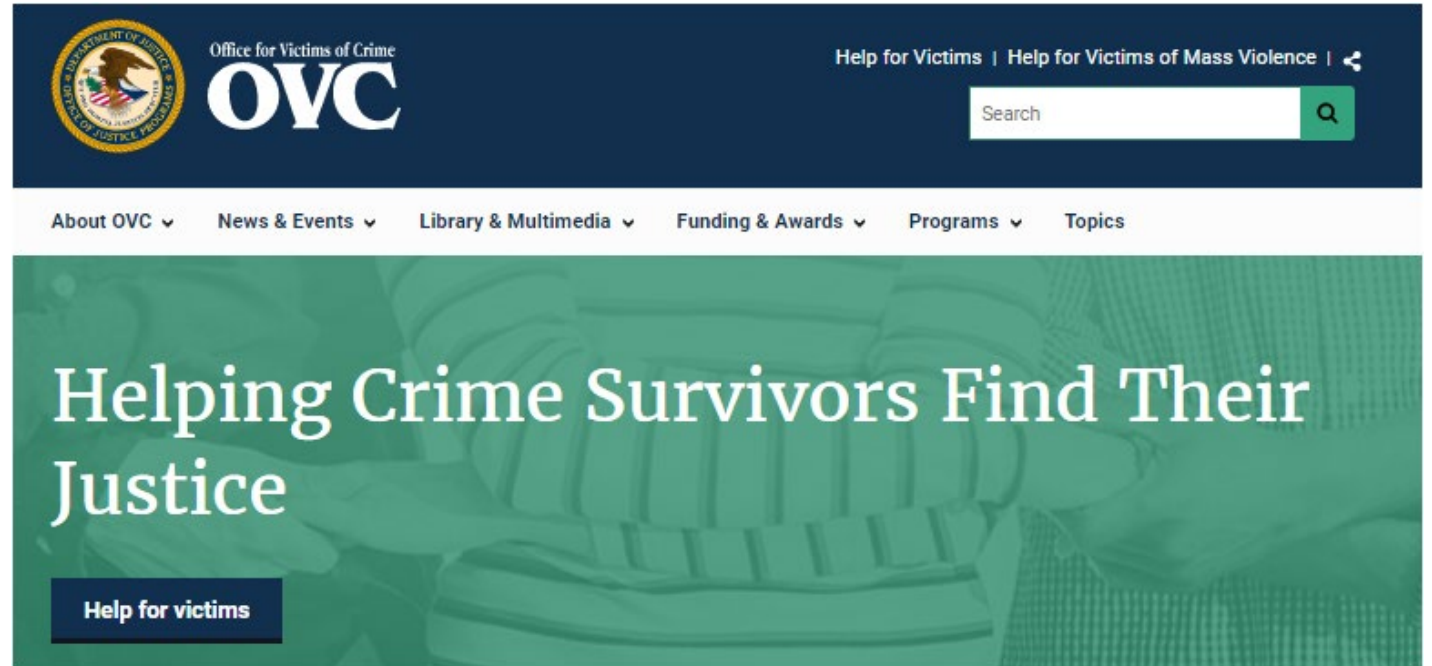 Office for Victims of Crime
OVC
Help for Victims | Help for Victims of Mass Violence |
Search
About OVC
News & Events
Library & Multimedia
Funding & Awards
Programs
Topics
Helping Crime Survivors Find Their
Justice
Help for victims